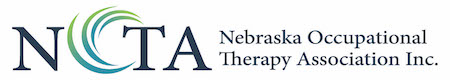 NOTA
Nebraska Occupational
Therapy Association Inc.